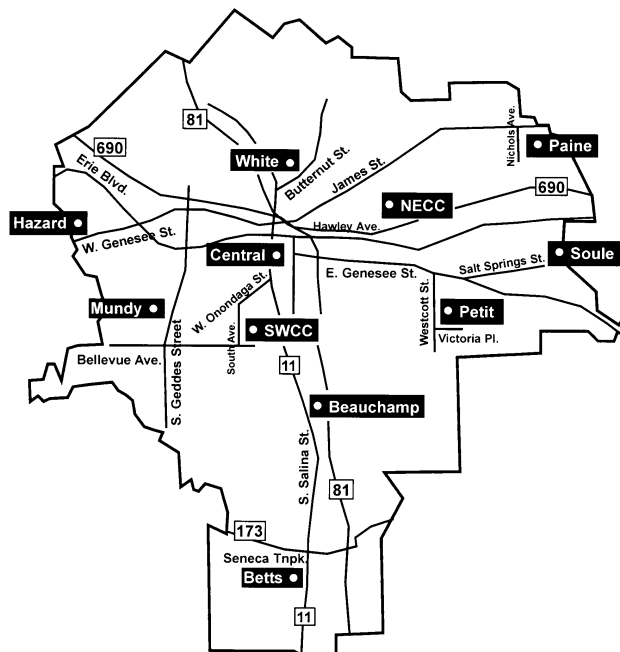 81
690
White
Butternut St.
James St.
Nichols Ave.
Paine
Erie Blvd.
690
NECC
Hazard
W. Genesee St.
Hawley Ave.
Central
E. Genesee St.
Salt Springs St.
Soule
W. Onondaga St.
Mundy
SWCC
Westcott St.
Petit
Victoria Pl.
Bellevue Ave.
S. Geddes Street
South Ave.
11
Beauchamp
S. Salina St.
81
173
Seneca Tnpk.
Betts
11